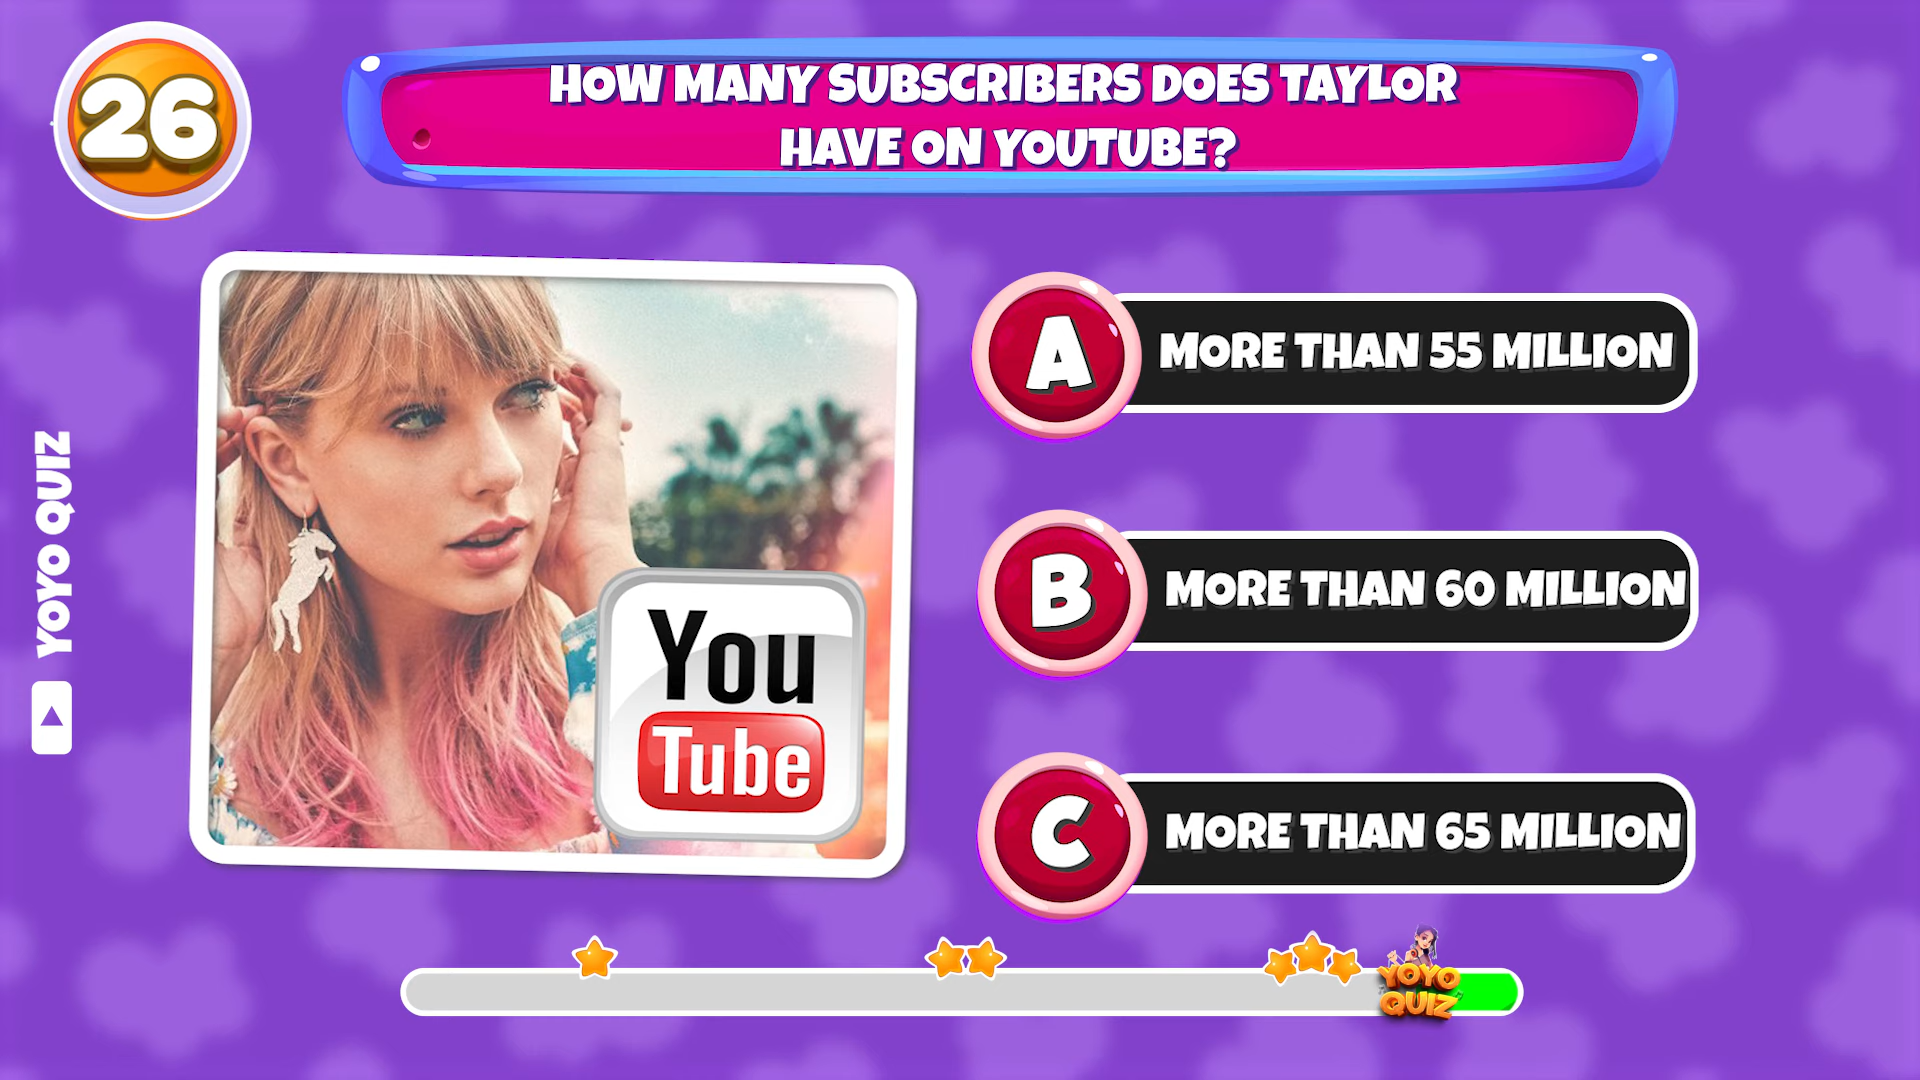 26
HOW MANY SUBSCRIBERS DOES TAYLOR
HAVE ON YOUTUBE?
YOYO QUIZ
You
Tube
A
MORE THAN 55 MILLION
B
MORE THAN 60 MILLION
C
MORE THAN 65 MILLION
YOYO
QUIZ